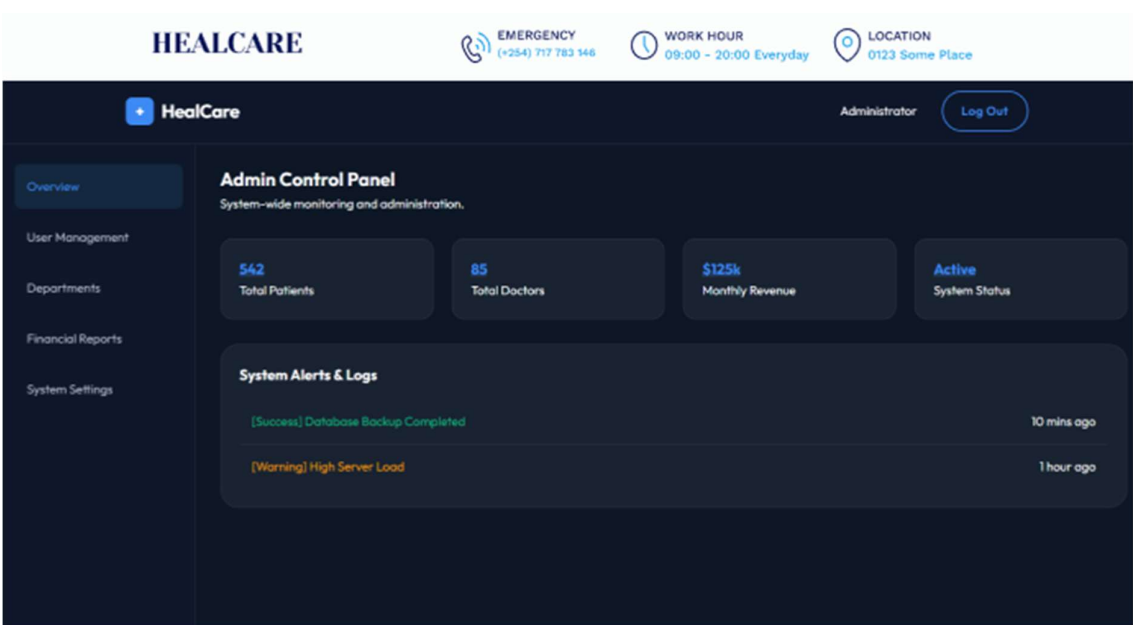 HEALCARE
EMERGENCY
(+254) 717 783 146
WORK HOUR
09:00 - 20:00 Everyday
LOCATION
0123 Some Place
HealCare
Administrator
Log Out
Overview
User Management
Departments
Financial Reports
System Settings
Admin Control Panel
System-wide monitoring and administration.
542
Total Patients
85
Total Doctors
$125k
Monthly Revenue
Active
System Status
System Alerts & Logs
[Success] Database Backup Completed
10 mins ago
[Warning] High Server Load
1 hour ago